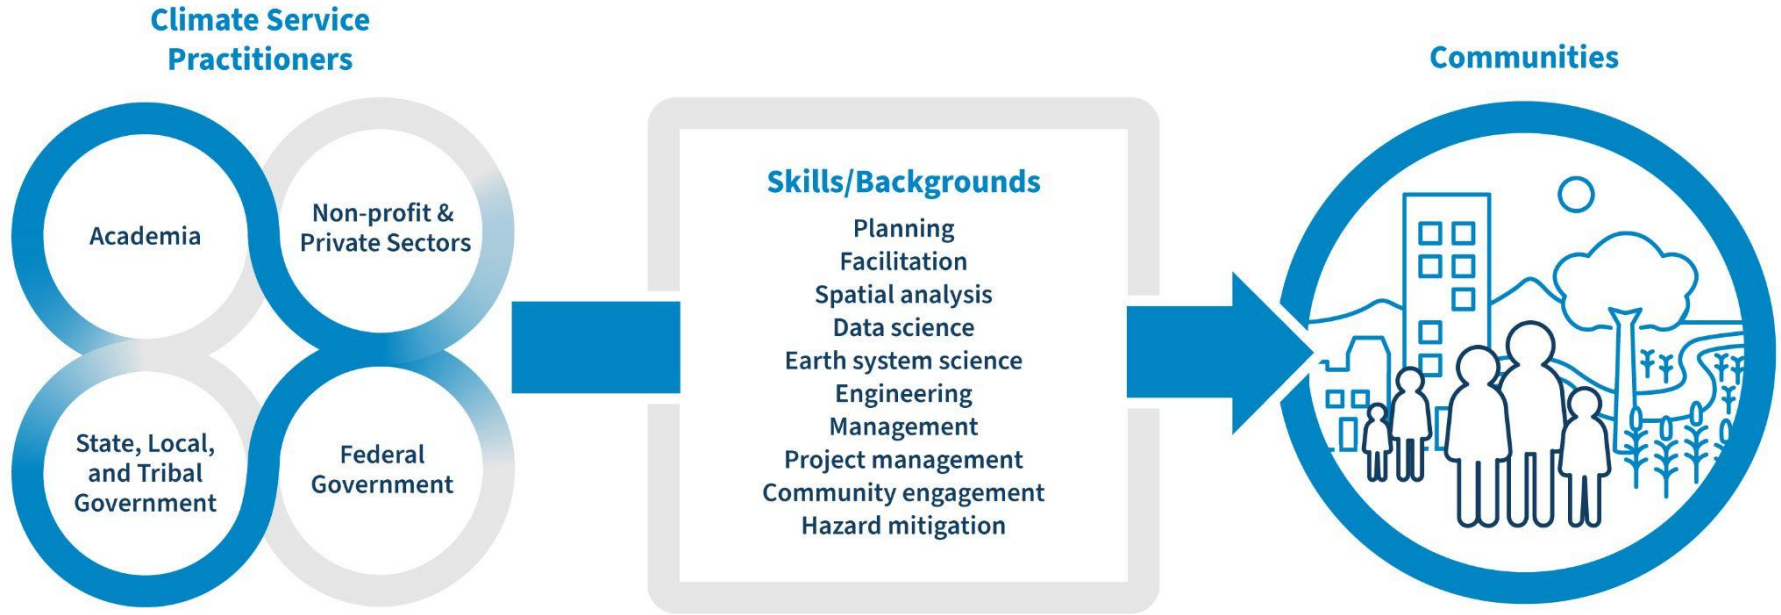 Climate Service
Practitioners
Academia
Non-profit &
Private Sectors
State, Local,
and Tribal
Government
Federal
Government
Skills/Backgrounds
Planning
Facilitation
Spatial analysis
Data science
Earth system science
Engineering
Management
Project management
Community engagement
Hazard mitigation
Communities